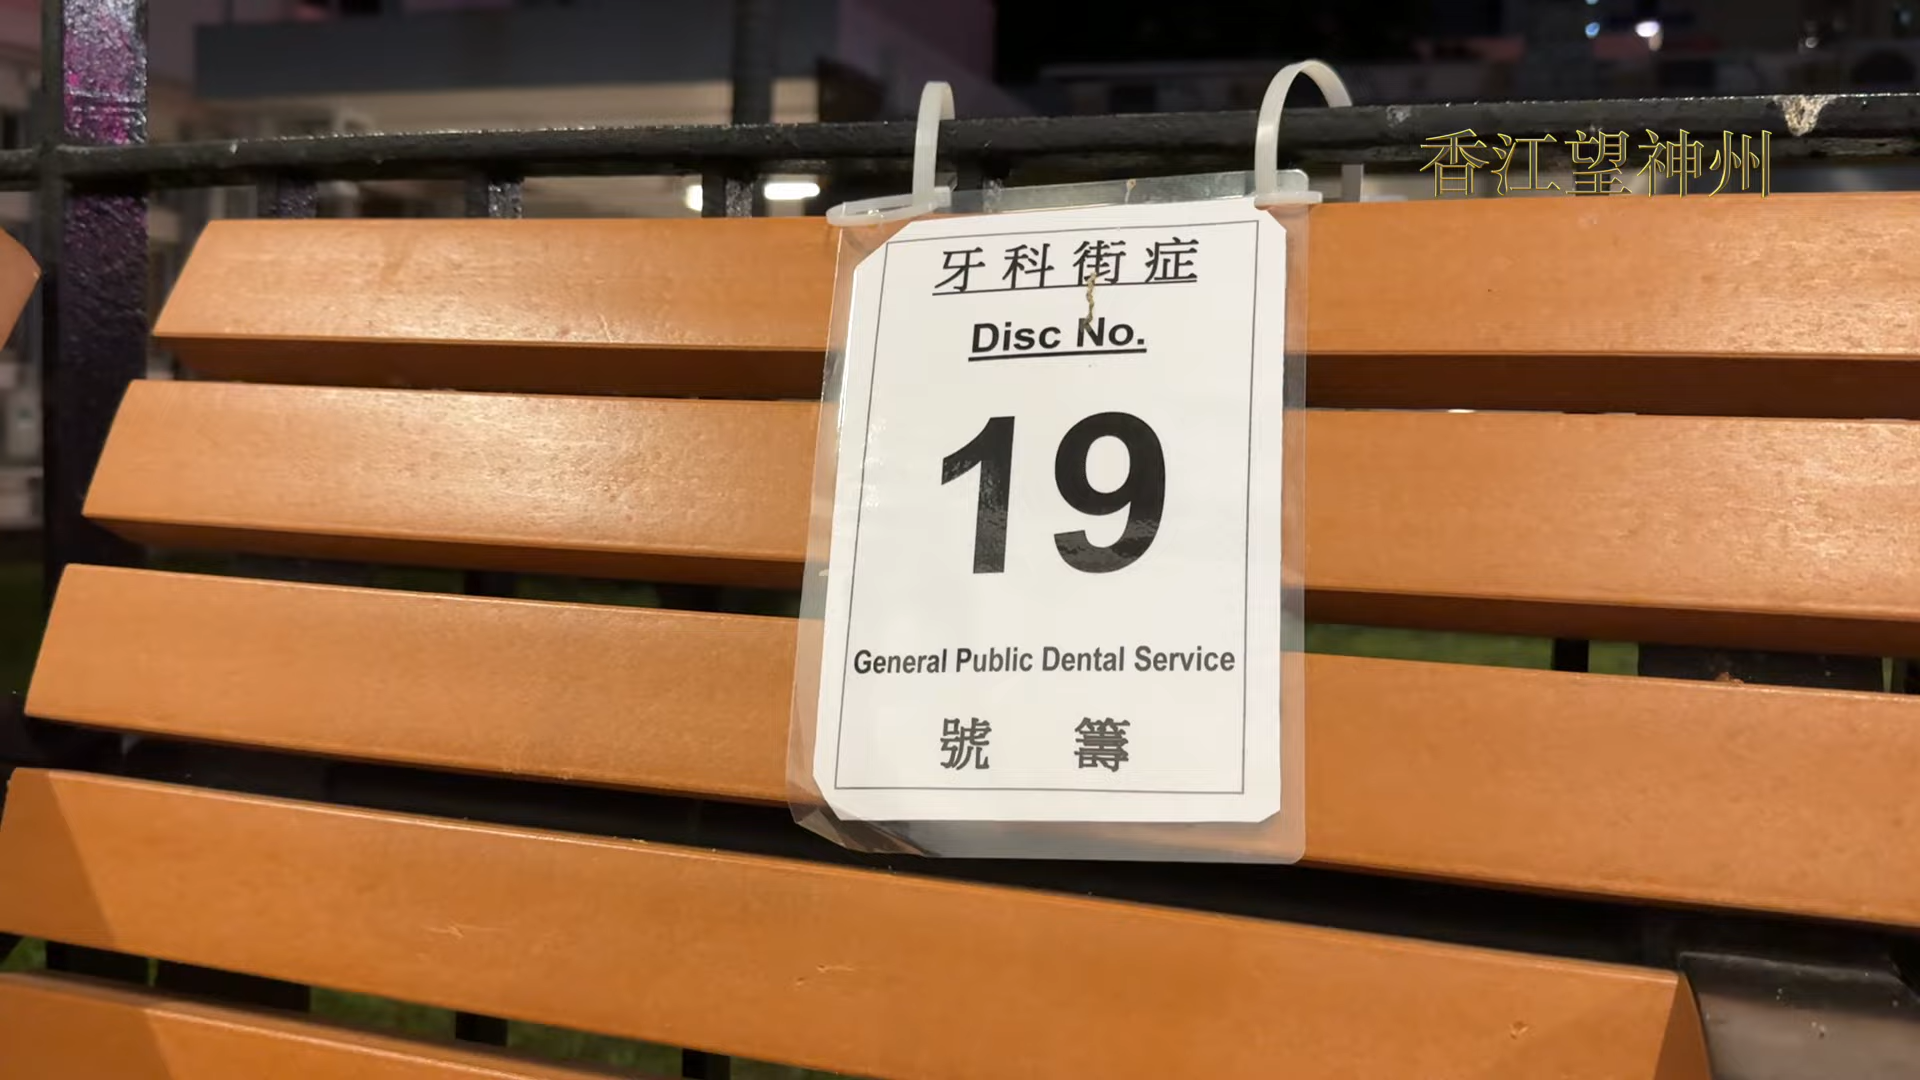 香江望神州
牙科街症
Disc No.
19
General Public Dental Service
號 籌